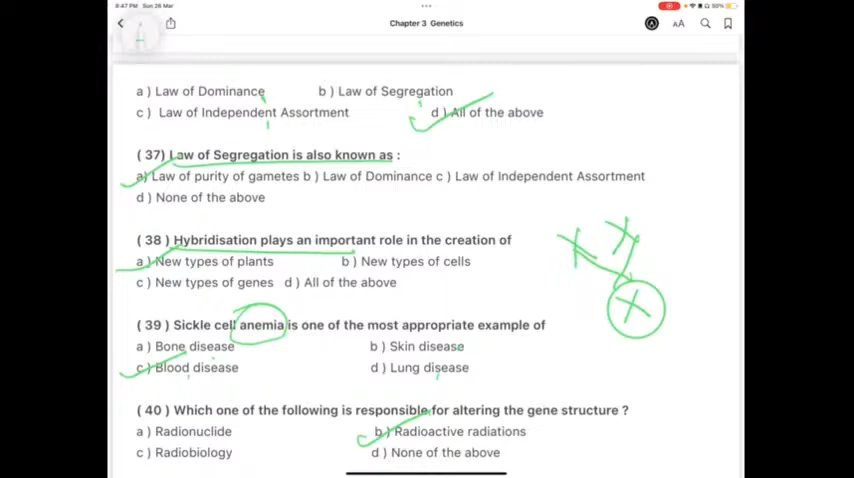 8:47 PM Sun 26 Mar
50%
Chapter 3 Genetics
AA
a ) Law of Dominance b ) Law of Segregation
c ) Law of Independent Assortment d ) All of the above
( 37) Law of Segregation is also known as :
a) Law of purity of gametes b ) Law of Dominance c ) Law of Independent Assortment
d ) None of the above
( 38 ) Hybridisation plays an important role in the creation of
a ) New types of plants b ) New types of cells
c ) New types of genes d ) All of the above
( 39 ) Sickle cell anemia is one of the most appropriate example of
a ) Bone disease b ) Skin disease
c ) Blood disease d ) Lung disease
( 40 ) Which one of the following is responsible for altering the gene structure ?
a ) Radionuclide b ) Radioactive radiations
c ) Radiobiology d ) None of the above